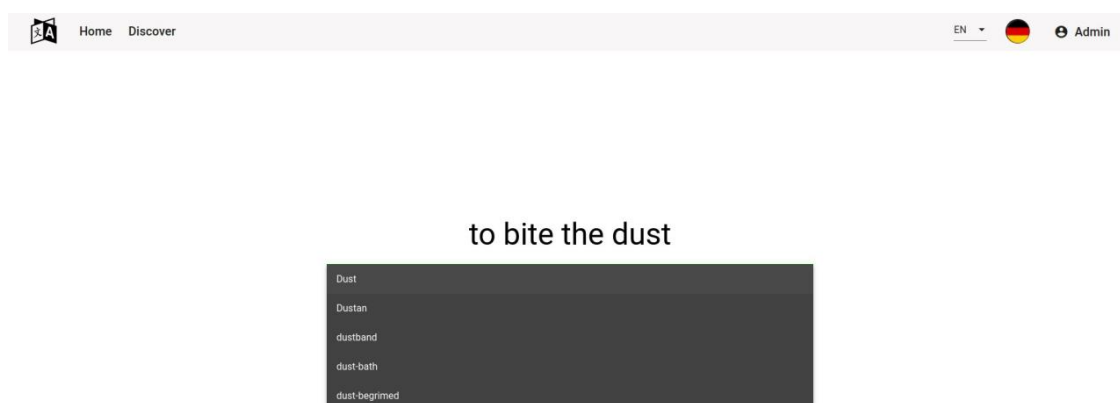 Home Discover EN Admin
to bite the dust
Dust
Dustan
dustband
dust-bath
dust-begrimed